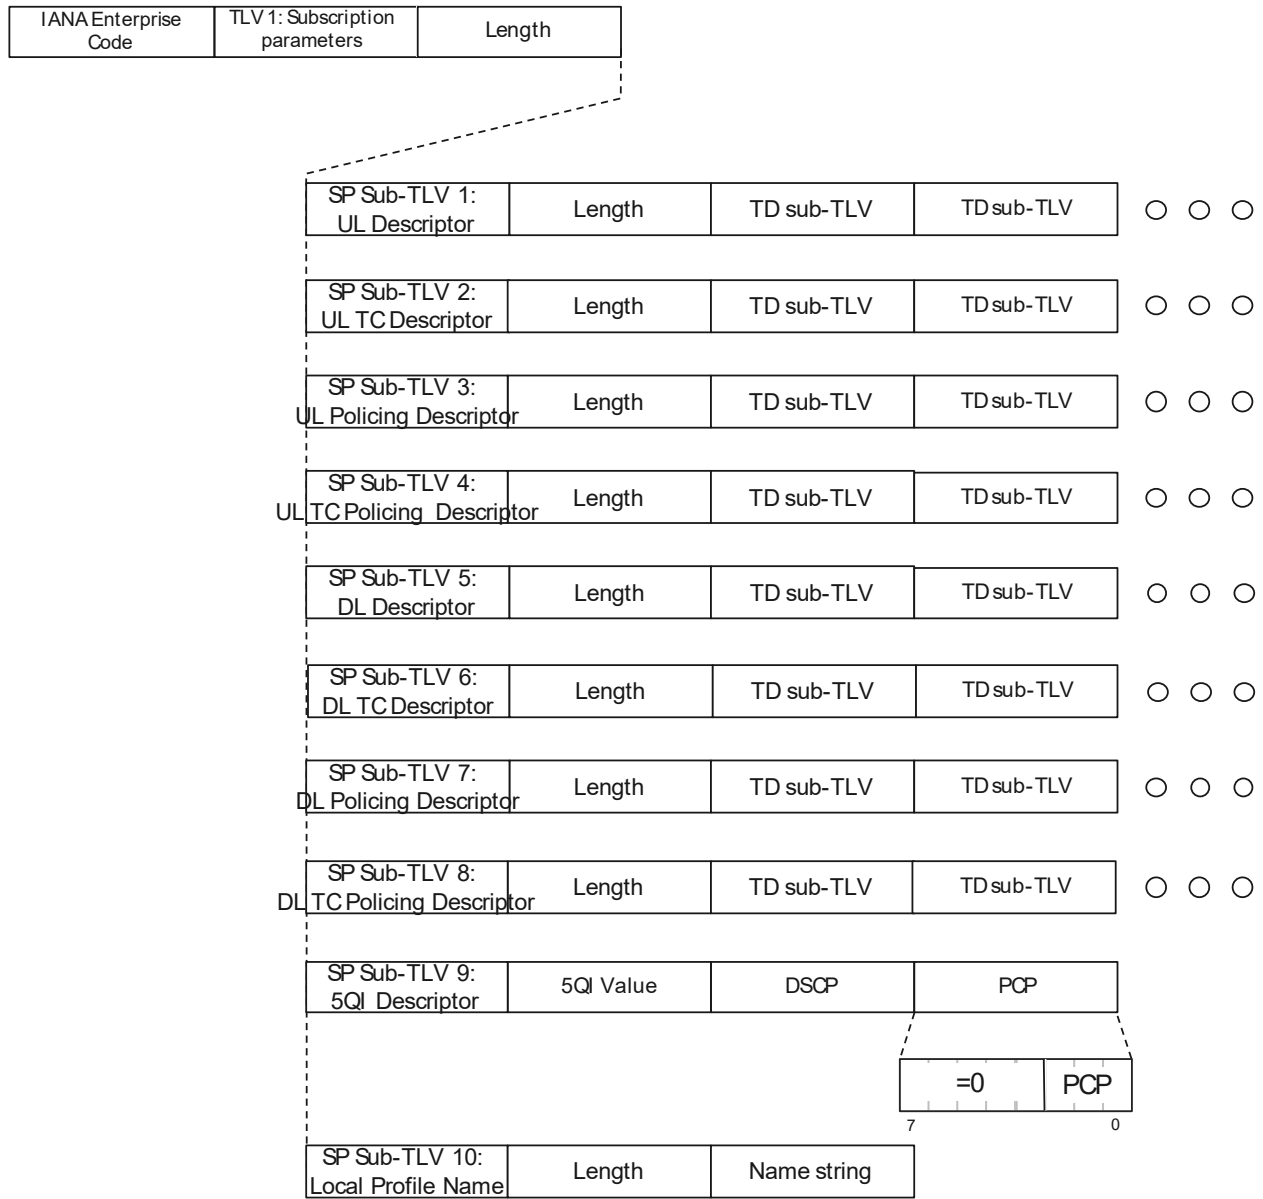 IANA Enterprise
Code
TLV 1: Subscription
parameters
Length
SP Sub-TLV 1:
UL Descriptor
Length
TD sub-TLV
TD sub-TLV
SP Sub-TLV 2:
UL TC Descriptor
Length
TD sub-TLV
TD sub-TLV
SP Sub-TLV 3:
UL Policing Descriptor
Length
TD sub-TLV
TD sub-TLV
SP Sub-TLV 4:
UL TC Policing Descriptor
Length
TD sub-TLV
TD sub-TLV
SP Sub-TLV 5:
DL Descriptor
Length
TD sub-TLV
TD sub-TLV
SP Sub-TLV 6:
DL TC Descriptor
Length
TD sub-TLV
TD sub-TLV
SP Sub-TLV 7:
DL Policing Descriptor
Length
TD sub-TLV
TD sub-TLV
SP Sub-TLV 8:
DL TC Policing Descriptor
Length
TD sub-TLV
TD sub-TLV
SP Sub-TLV 9:
5QI Descriptor
5QI Value
DSCP
PCP
=0
PCP
7
0
SP Sub-TLV 10:
Local Profile Name
Length
Name string